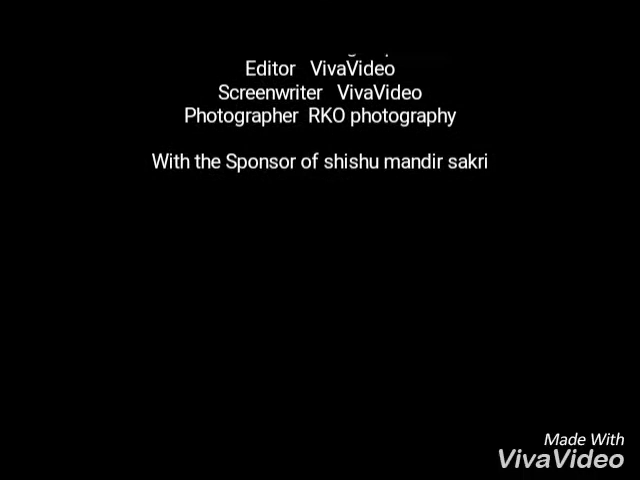 Editor VivaVideo
Screenwriter VivaVideo
Photographer RKO photography
With the Sponsor of shishu mandir sakri
Made With
VivaVideo